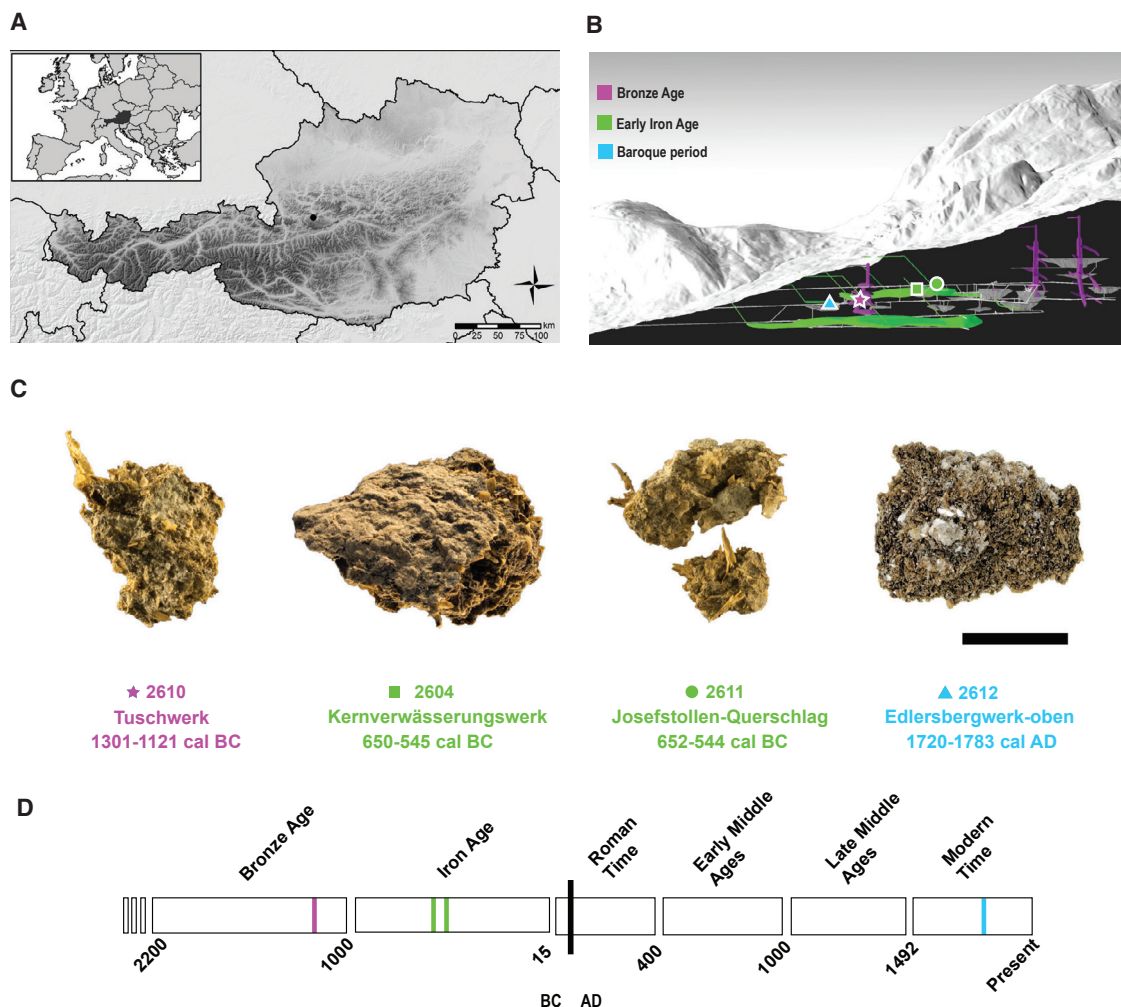 A
km
0 25 50 75 100
B
Bronze Age
Early Iron Age
Baroque period
C
2610
Tuschwerk
1301-1121 cal BC
2604
Kernverwässerungswerk
650-545 cal BC
2611
Josefstollen-Querschlag
652-544 cal BC
2612
Edlersbergwerk-oben
1720-1783 cal AD
D
Bronze Age
Iron Age
Roman
Time
Early Middle
Ages
Late Middle
Ages
Modern
Time
2200
1000
15
400
1000
1492
Present
BC AD